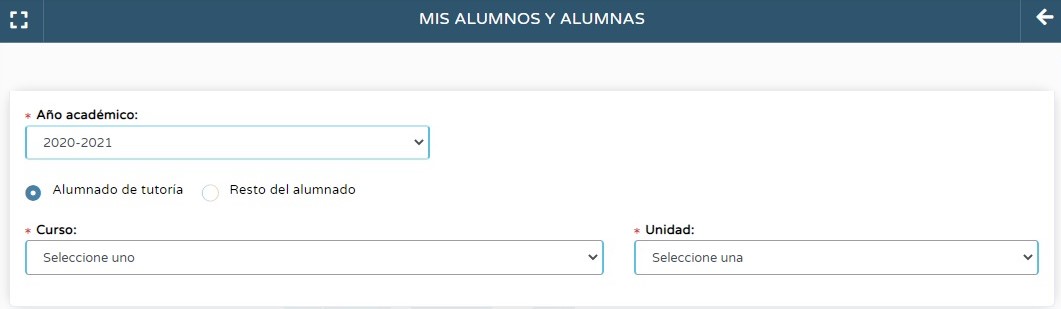 MIS ALUMNOS Y ALUMNAS
* Año académico:
2020-2021
Alumnado de tutoría Resto del alumnado
* Curso: * Unidad:
Seleccione uno Seleccione una